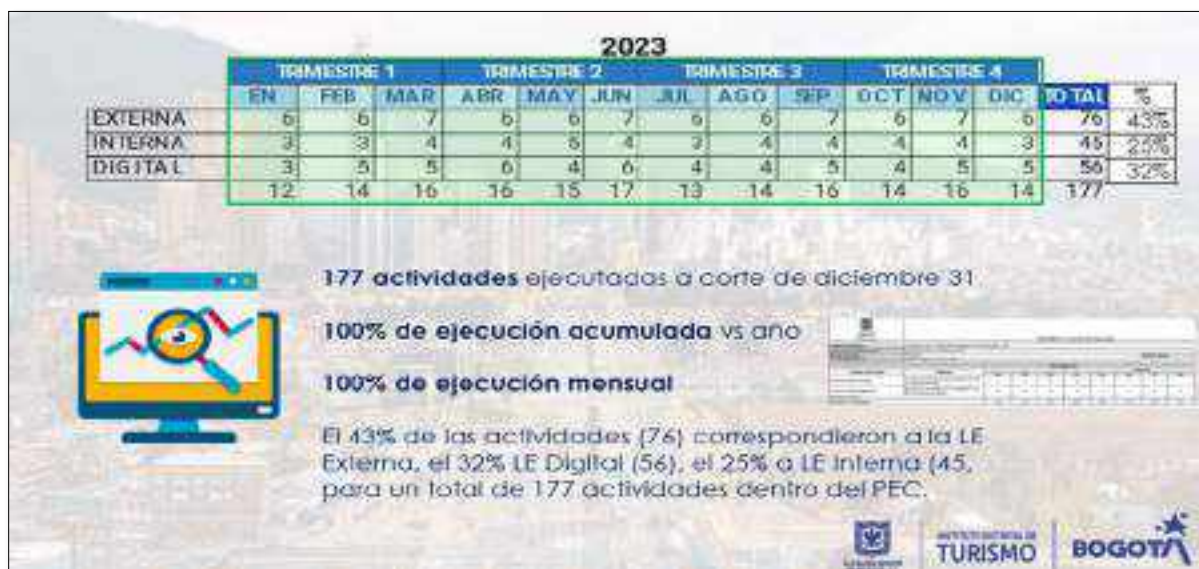 2023
TRIMESTRE 1 TRIMESTRE 2 TRIMESTRE 3 TRIMESTRE 4
EN FEB MAR ABR MAY JUN JUL AGO SEP OCT NOV DIC TOTAL %
EXTERNA 6 6 7 6 6 7 6 6 7 6 7 6 76 43%
INTERNA 3 3 4 4 5 4 3 4 4 4 4 3 45 25%
DIGITAL 3 5 5 6 4 6 4 4 5 4 5 5 56 32%
12 14 16 16 15 17 13 14 16 14 16 14 177
177 actividades ejecutadas a corte de diciembre 31
100% de ejecución acumulada vs ano
100% de ejecución mensual
El 43% de las actividades (76) correspondieron a la LE
Externa, el 32% LE Digital (56), el 25% a LE Interna (45,
para un total de 177 actividades dentro del PEC.
INSTITUTO DISTRITAL DE
TURISMO
BOGOTÁ